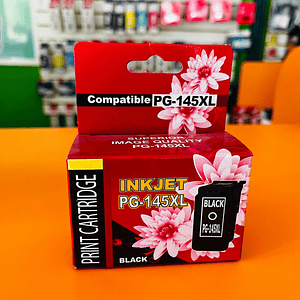 Compatible PG-145XL
SUPERIOR
IMAGE QUALITY
PG-145XL
PRINT CARTRIDGE
INKJET
PG-145XL
BLACK
BLACK
PG-145XL